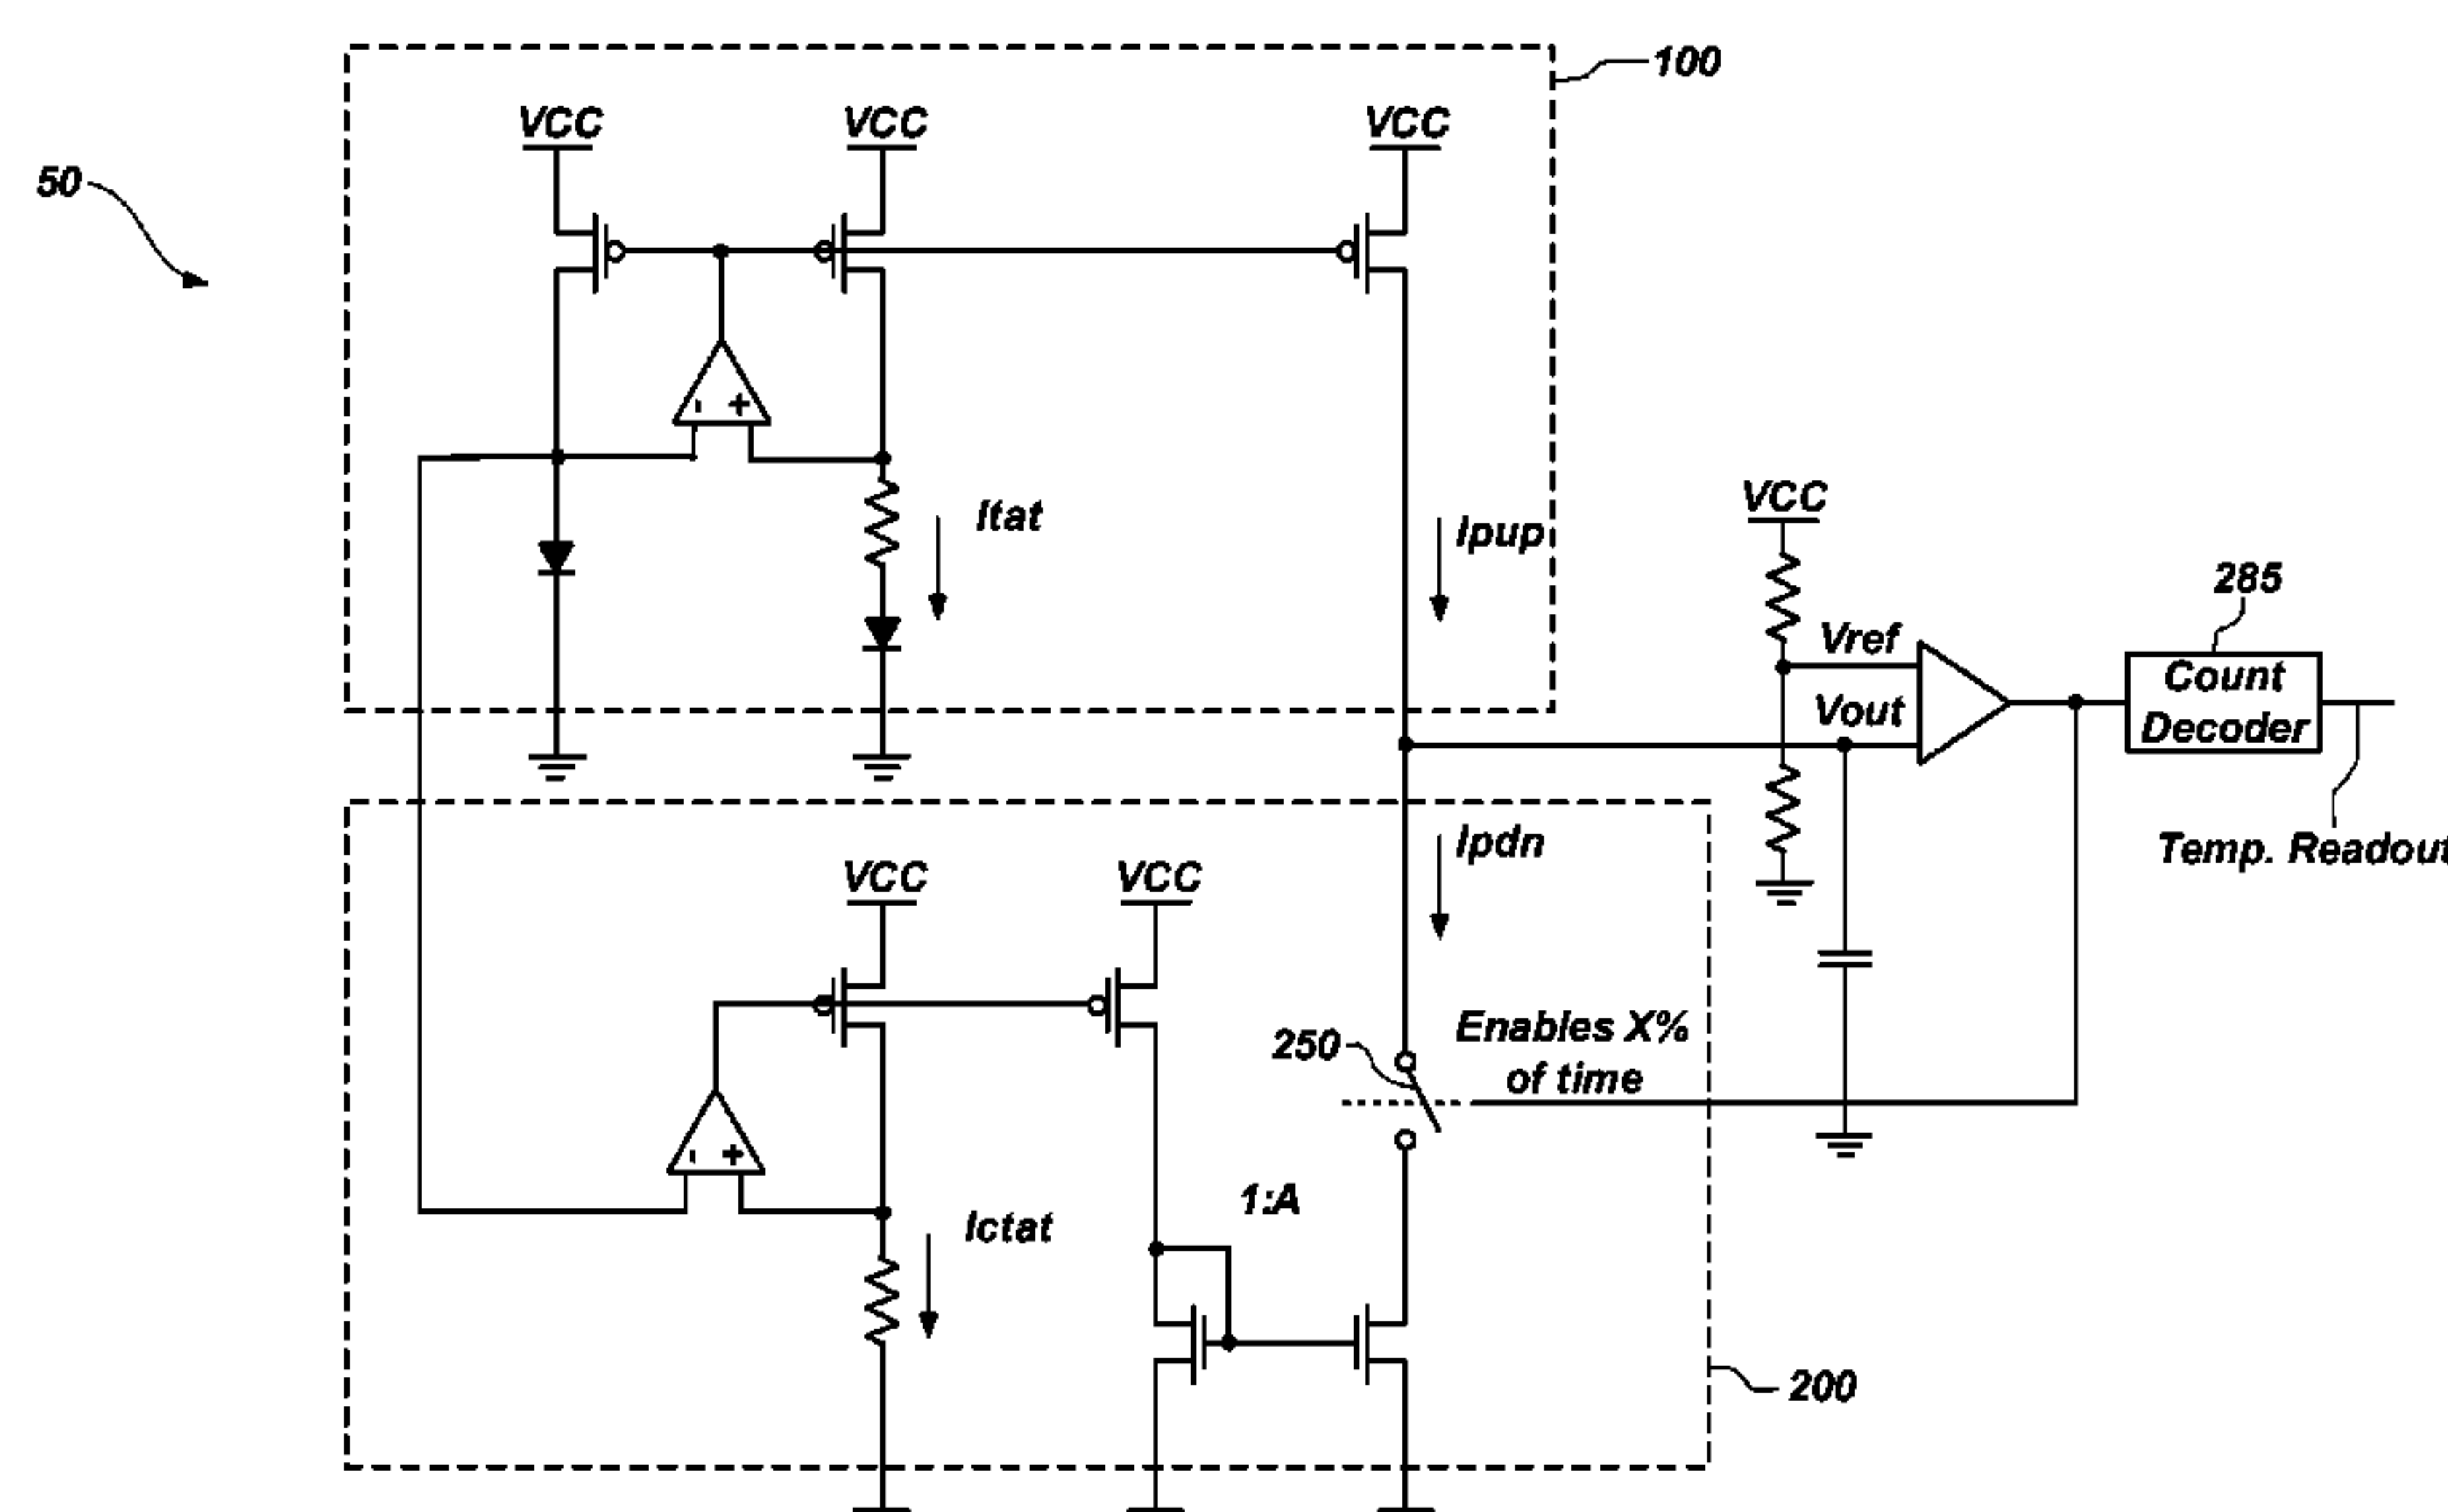 100
VCC
VCC
VCC
50
- +
Itat
Ipup
VCC
285
Vref
Count
Decoder
Vout
Ipdn
Temp. Readout
VCC
VCC
250
Enables X%
of time
- +
1:A
Ictat
200